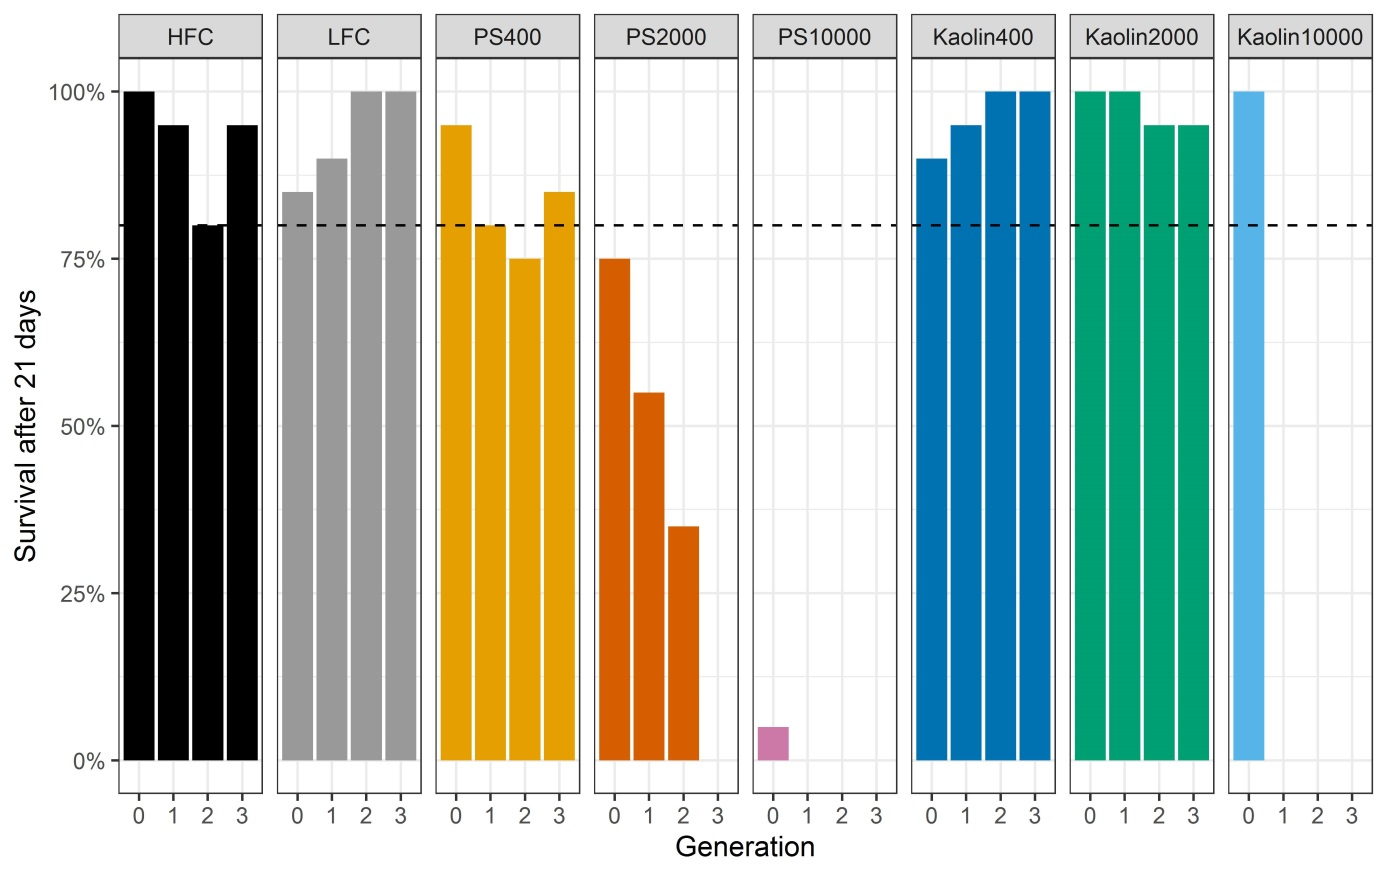 HFC LFC PS400 PS2000 PS10000 Kaolin400 Kaolin2000 Kaolin10000
100%
75%
50%
25%
0%
Survival after 21 days
0 1 2 3 0 1 2 3 0 1 2 3 0 1 2 3 0 1 2 3 0 1 2 3 0 1 2 3 0 1 2 3
Generation